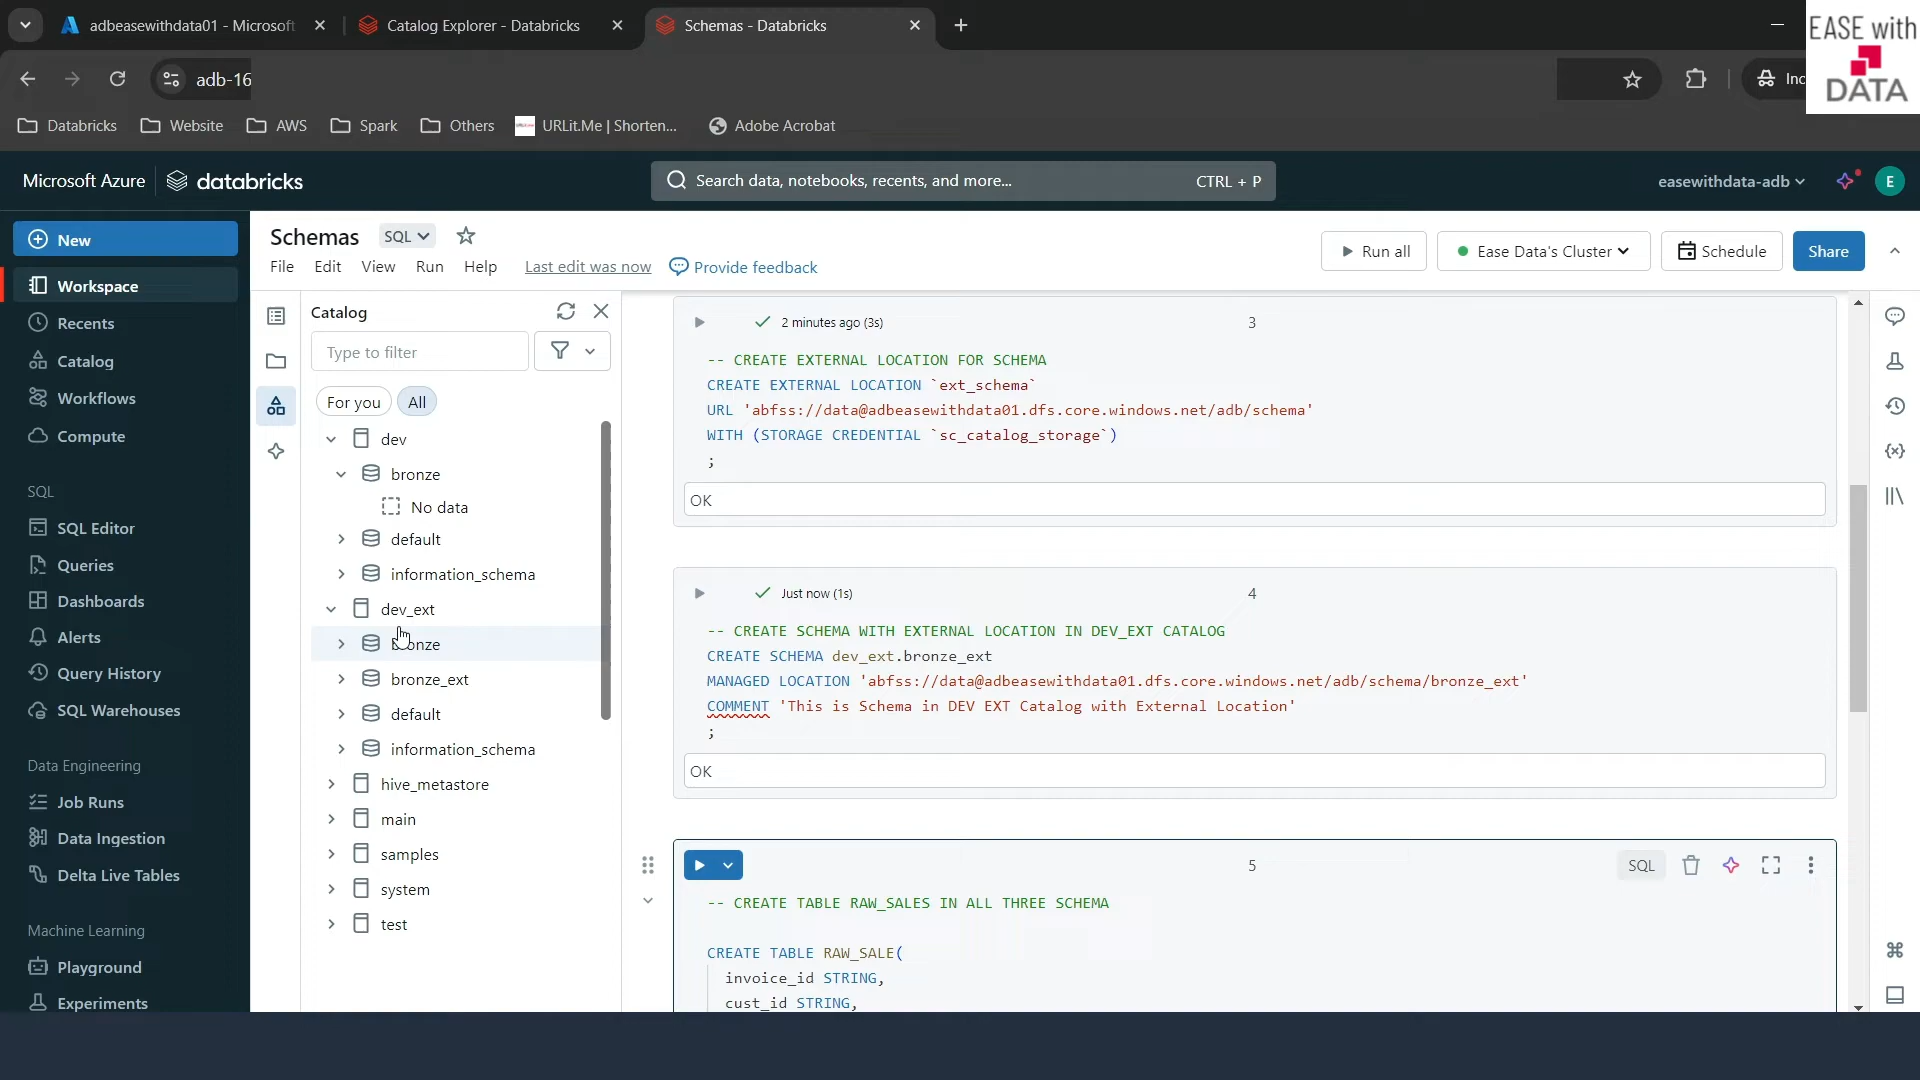 adbeasewithdata01 - Microsoft
Catalog Explorer - Databricks
Schemas - Databricks
EASE with
DATA
adb-16
Inc
Databricks
Website
AWS
Spark
Others
URLit.Me | Shorten...
Adobe Acrobat
Microsoft Azure
databricks
Search data, notebooks, recents, and more...
CTRL + P
easewithdata-adb
E
New
Workspace
Recents
Catalog
Workflows
Compute
SQL
SQL Editor
Queries
Dashboards
Alerts
Query History
SQL Warehouses
Data Engineering
Job Runs
Data Ingestion
Delta Live Tables
Machine Learning
Playground
Experiments
Schemas
SQL
File
Edit
View
Run
Help
Last edit was now
Provide feedback
Run all
Ease Data's Cluster
Schedule
Share
Catalog
Type to filter
For you
All
dev
bronze
No data
default
information_schema
dev_ext
bronze
bronze_ext
default
information_schema
hive_metastore
main
samples
system
test
2 minutes ago (3s)
3
-- CREATE EXTERNAL LOCATION FOR SCHEMA
CREATE EXTERNAL LOCATION `ext_schema`
URL 'abfss://data@adbeasewithdata01.dfs.core.windows.net/adb/schema'
WITH (STORAGE CREDENTIAL `sc_catalog_storage`)
;
OK
Just now (1s)
4
-- CREATE SCHEMA WITH EXTERNAL LOCATION IN DEV_EXT CATALOG
CREATE SCHEMA dev_ext.bronze_ext
MANAGED LOCATION 'abfss://data@adbeasewithdata01.dfs.core.windows.net/adb/schema/bronze_ext'
COMMENT 'This is Schema in DEV EXT Catalog with External Location'
;
OK
5
SQL
-- CREATE TABLE RAW_SALES IN ALL THREE SCHEMA
CREATE TABLE RAW_SALE(
invoice_id STRING,
cust_id STRING,